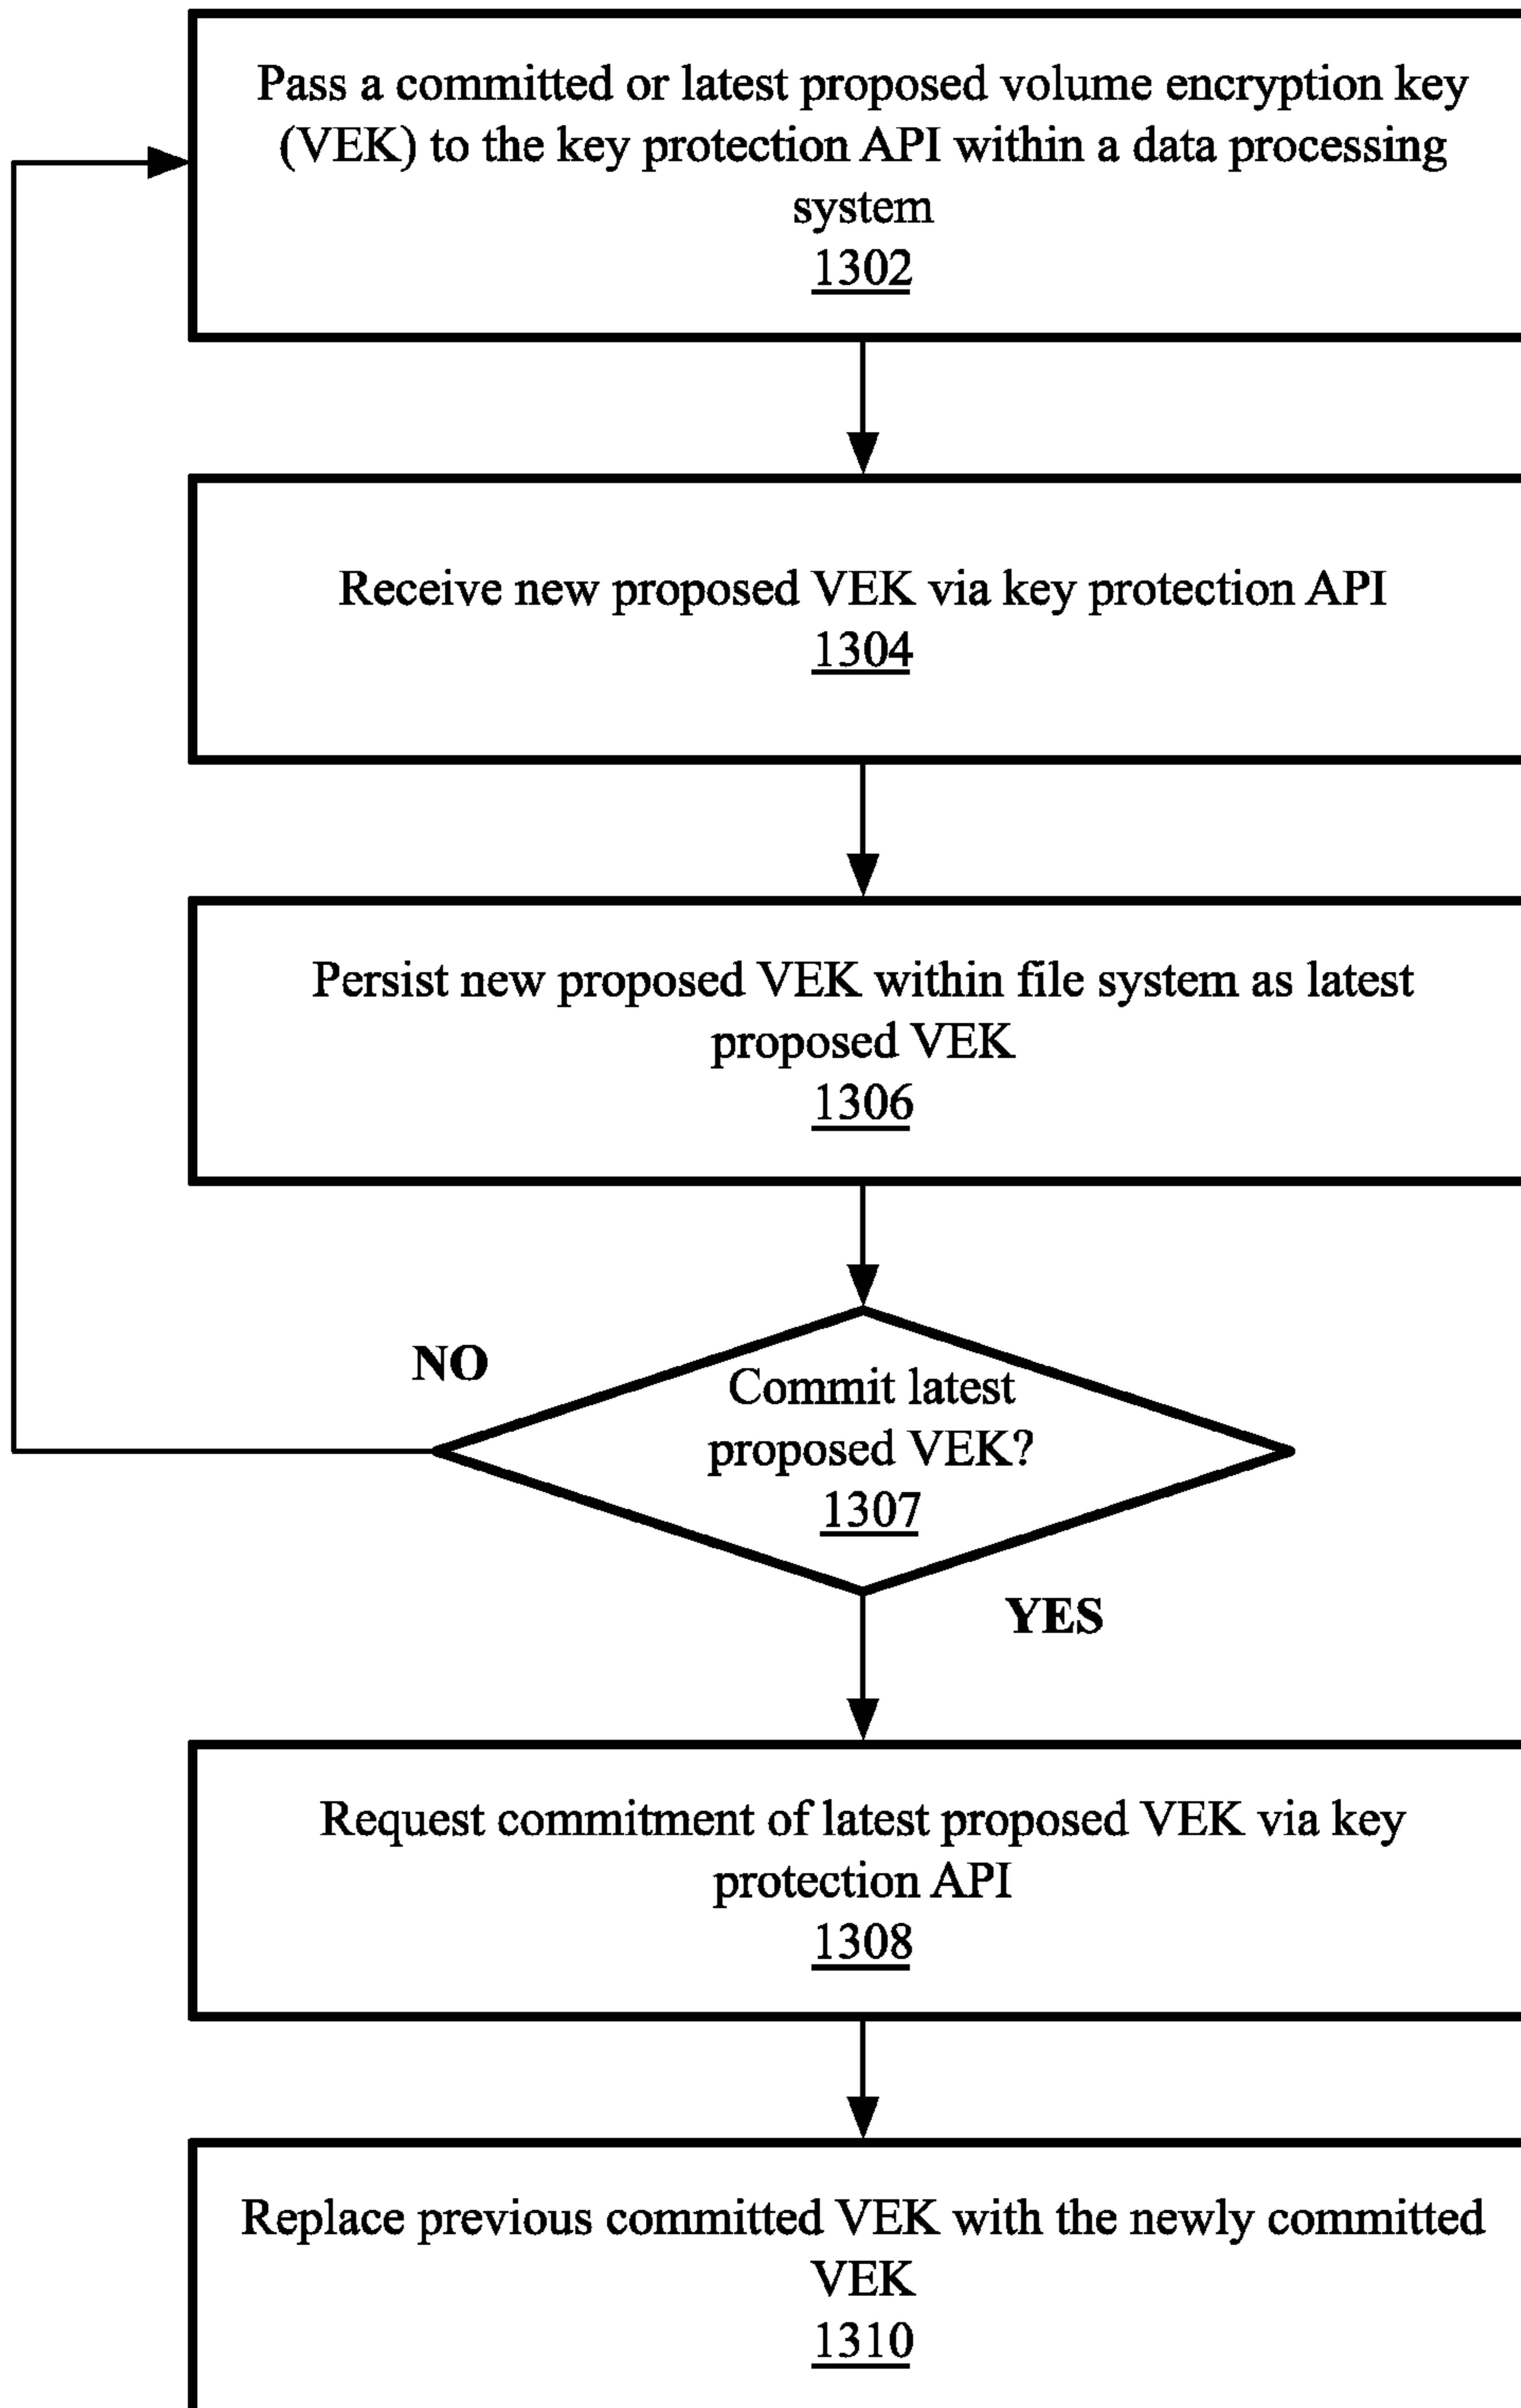 Pass a committed or latest proposed volume encryption key
(VEK) to the key protection API within a data processing
system
1302
Receive new proposed VEK via key protection API
1304
Persist new proposed VEK within file system as latest
proposed VEK
1306
NO
Commit latest
proposed VEK?
1307
YES
Request commitment of latest proposed VEK via key
protection API
1308
Replace previous committed VEK with the newly committed
VEK
1310